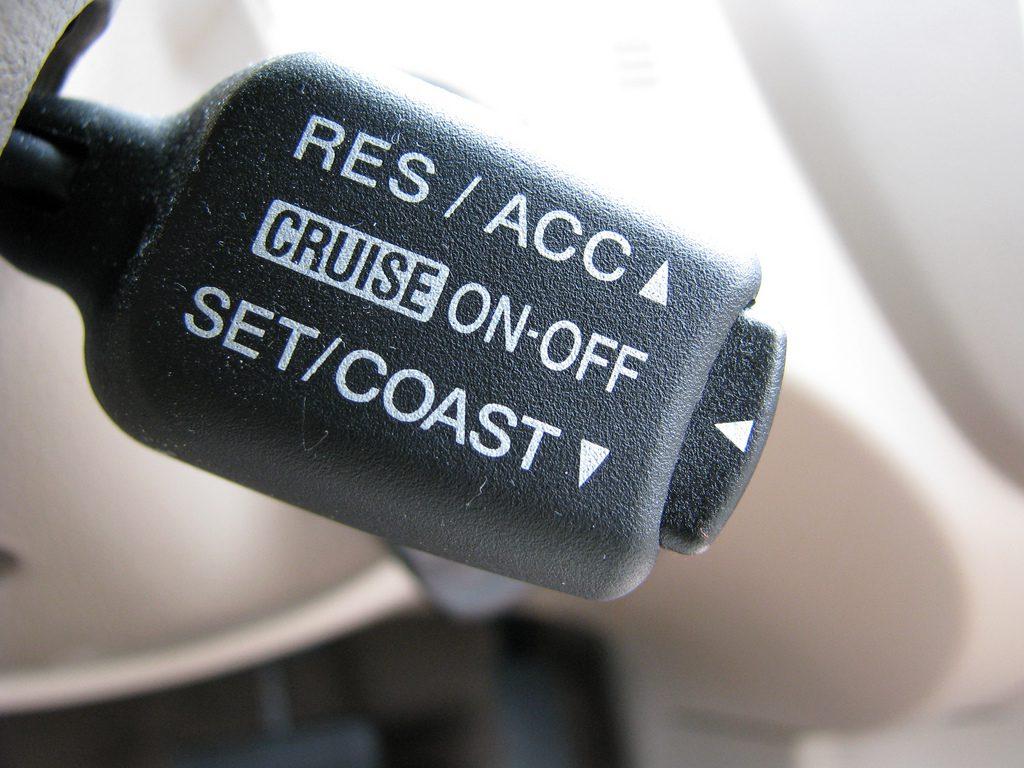 RES / ACC ▲
CRUISE ON-OFF ◀
SET/COAST ▼